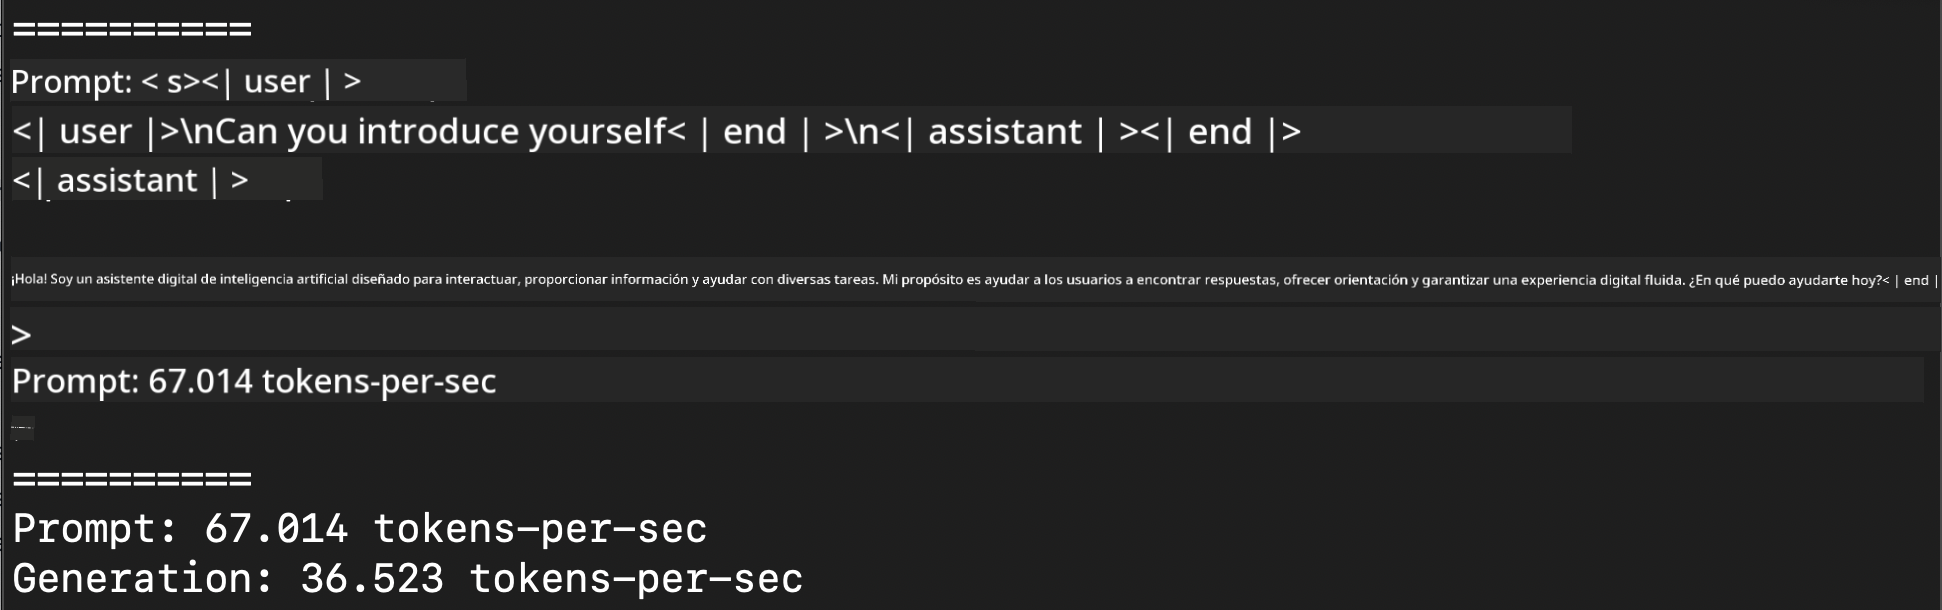 ==========
Prompt: < s><| user | >
<| user |>\nCan you introduce yourself< | end | >\n<| assistant | ><| end |>
<| assistant | >
¡Hola! Soy un asistente digital de inteligencia artificial diseñado para interactuar, proporcionar información y ayudar con diversas tareas. Mi propósito es ayudar a los usuarios a encontrar respuestas, ofrecer orientación y garantizar una experiencia digital fluida. ¿En qué puedo ayudarte hoy?< | end |
>
Prompt: 67.014 tokens-per-sec
==========
Prompt: 67.014 tokens-per-sec
Generation: 36.523 tokens-per-sec